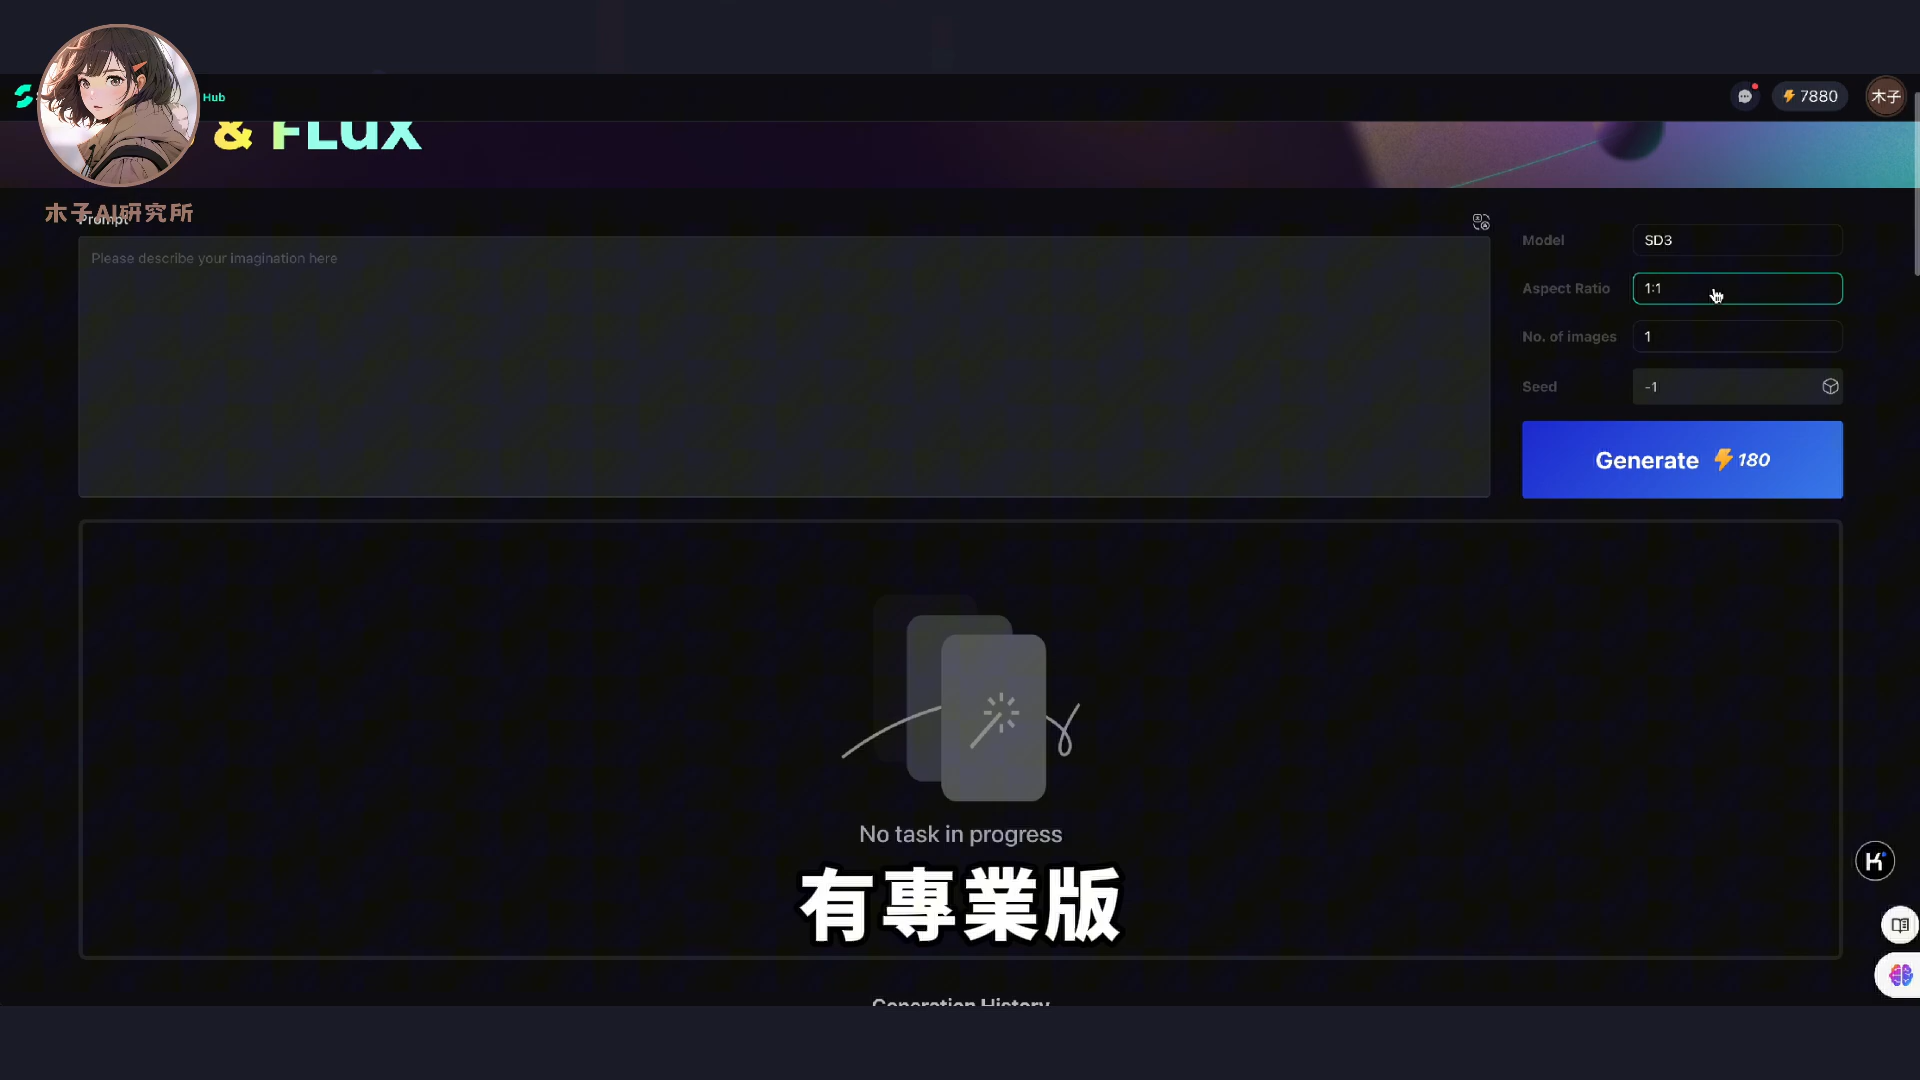 Hub
7880
木子
& FLUX
木子AI研究所
Prompt
Please describe your imagination here
Model
SD3
Aspect Ratio
1:1
No. of images
1
Seed
-1
Generate 180
No task in progress
有專業版
Generation History